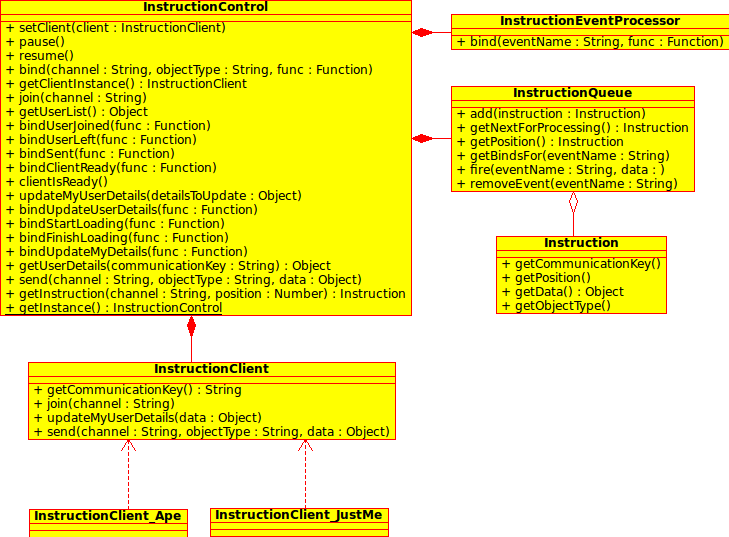 InstructionControl
+ setClient(client : InstructionClient)
+ pause()
+ resume()
+ bind(channel : String, objectType : String, func : Function)
+ getClientInstance() : InstructionClient
+ join(channel : String)
+ getUserList() : Object
+ bindUserJoined(func : Function)
+ bindUserLeft(func : Function)
+ bindSent(func : Function)
+ bindClientReady(func : Function)
+ clientIsReady()
+ updateMyUserDetails(detailsToUpdate : Object)
+ bindUpdateUserDetails(func : Function)
+ bindStartLoading(func : Function)
+ bindFinishLoading(func : Function)
+ bindUpdateMyDetails(func : Function)
+ getUserDetails(communicationKey : String) : Object
+ send(channel : String, objectType : String, data : Object)
+ getInstruction(channel : String, position : Number) : Instruction
+ getInstance() : InstructionControl
InstructionEventProcessor
+ bind(eventName : String, func : Function)
InstructionQueue
+ add(instruction : Instruction)
+ getNextForProcessing() : Instruction
+ getPosition() : Instruction
+ getBindsFor(eventName : String)
+ fire(eventName : String, data : )
+ removeEvent(eventName : String)
Instruction
+ getCommunicationKey()
+ getPosition()
+ getData() : Object
+ getObjectType()
InstructionClient
+ getCommunicationKey() : String
+ join(channel : String)
+ updateMyUserDetails(data : Object)
+ send(channel : String, objectType : String, data : Object)
InstructionClient_Ape
InstructionClient_JustMe